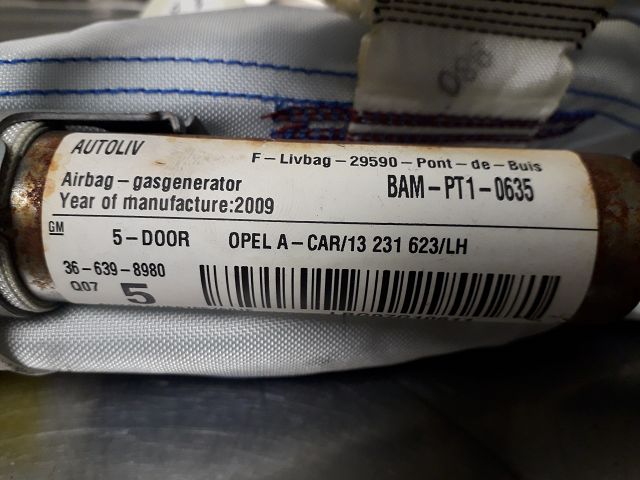 080
AUTOLIV
F-Livbag-29590-Pont-de-Buis
Airbag-gasgenerator
BAM-PT1-0635
Year of manufacture:2009
GM
5-DOOR OPEL A-CAR/13 231 623/LH
36-639-8980
Q07 5